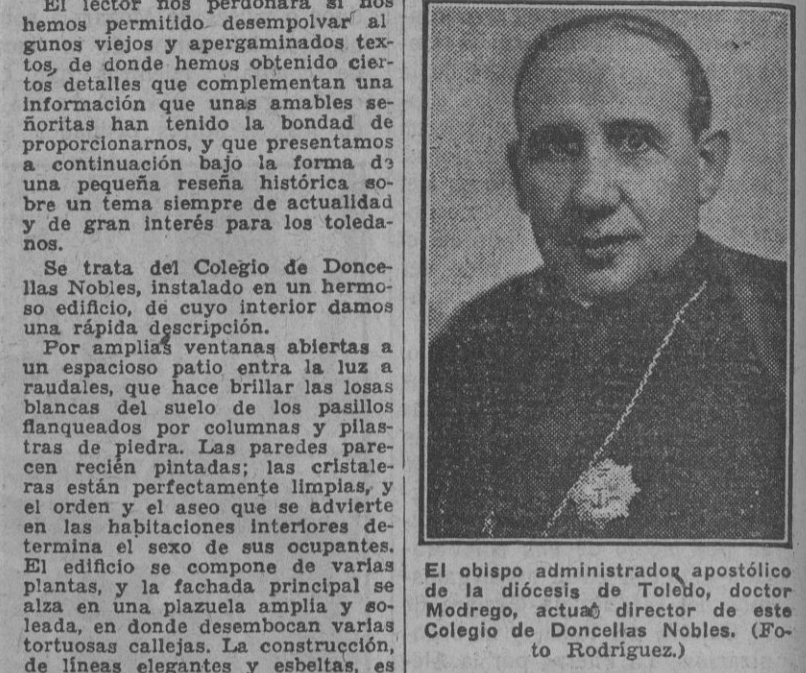 El lector nos perdonará si nos
hemos permitido desempolvar al
gunos viejos y apergaminados tex-
tos, de donde hemos obtenido cier-
tos detalles que complementan una
información que unas amables se-
ñoritas han tenido la bondad de
proporcionarnos, y que presentamos
a continuación bajo la forma de
una pequeña reseña histórica so-
bre un tema siempre de actualidad
y de gran interés para los toleda-
nos.
Se trata del Colegio de Donce-
llas Nobles, instalado en un hermo-
so edificio, de cuyo interior damos
una rápida descripción.
Por amplias ventanas abiertas a
un espacioso patio entra la luz a
raudales, que hace brillar las losas
blancas del suelo de los pasillos
flanqueados por columnas y pilas-
tras de piedra. Las paredes pare-
cen recién pintadas; las cristale-
ras están perfectamente limpias, y
el orden y el aseo que se advierte
en las habitaciones interiores de-
termina el sexo de sus ocupantes.
El edificio se compone de varias
plantas, y la fachada principal se
alza en una plazuela amplia y so-
leada, en donde desembocan varias
tortuosas callejas. La construcción,
de líneas elegantes y esbeltas, es
El obispo administrador apostólico
de la diócesis de Toledo, doctor
Modrego, actual director de este
Colegio de Doncellas Nobles. (Fo-
to Rodríguez.)